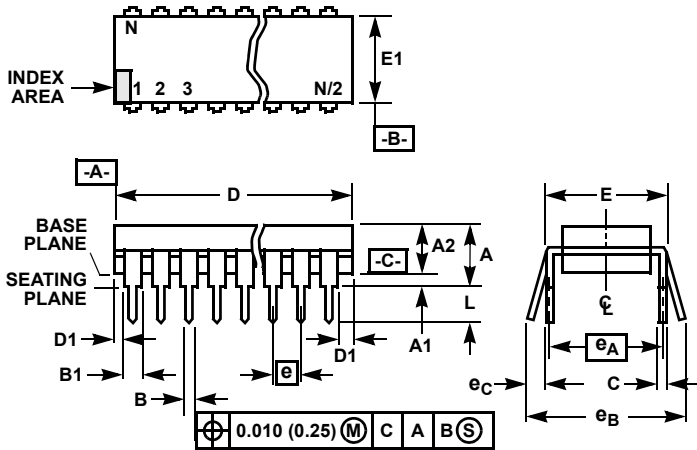 N
E1
INDEX
AREA
1 2 3 N/2
-B-
-A-
D
E
BASE
PLANE
A2
A
-C-
SEATING
PLANE
L
C
L
D1
A1
D1
eA
B1
e
eC
C
B
eB
0.010 (0.25) M C A B S